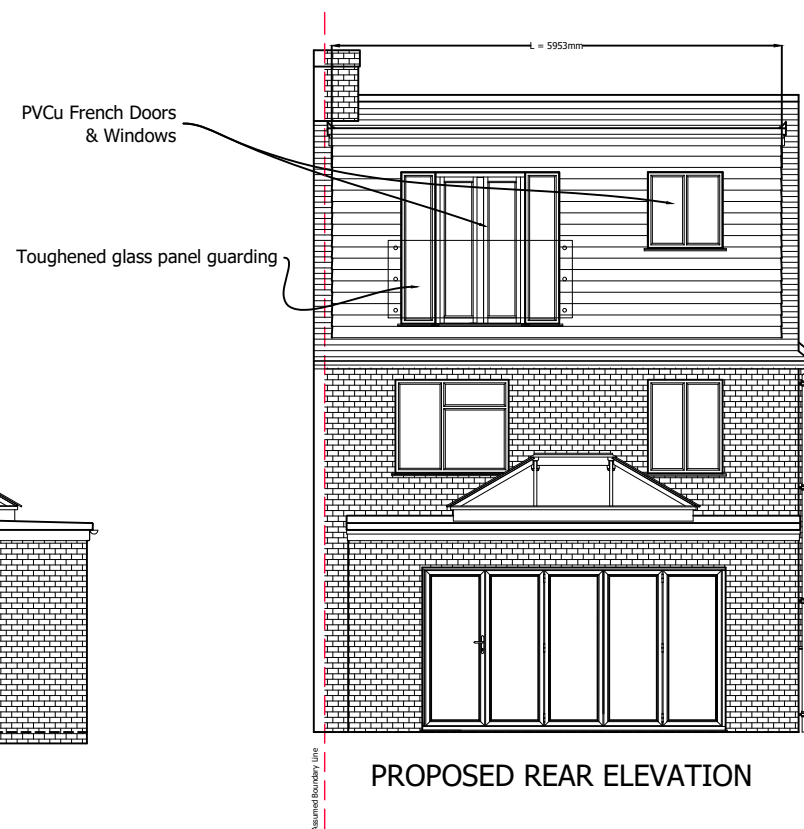 L = 5953mm
PVCu French Doors
& Windows
Toughened glass panel guarding
PROPOSED REAR ELEVATION
Assumed Boundary Line